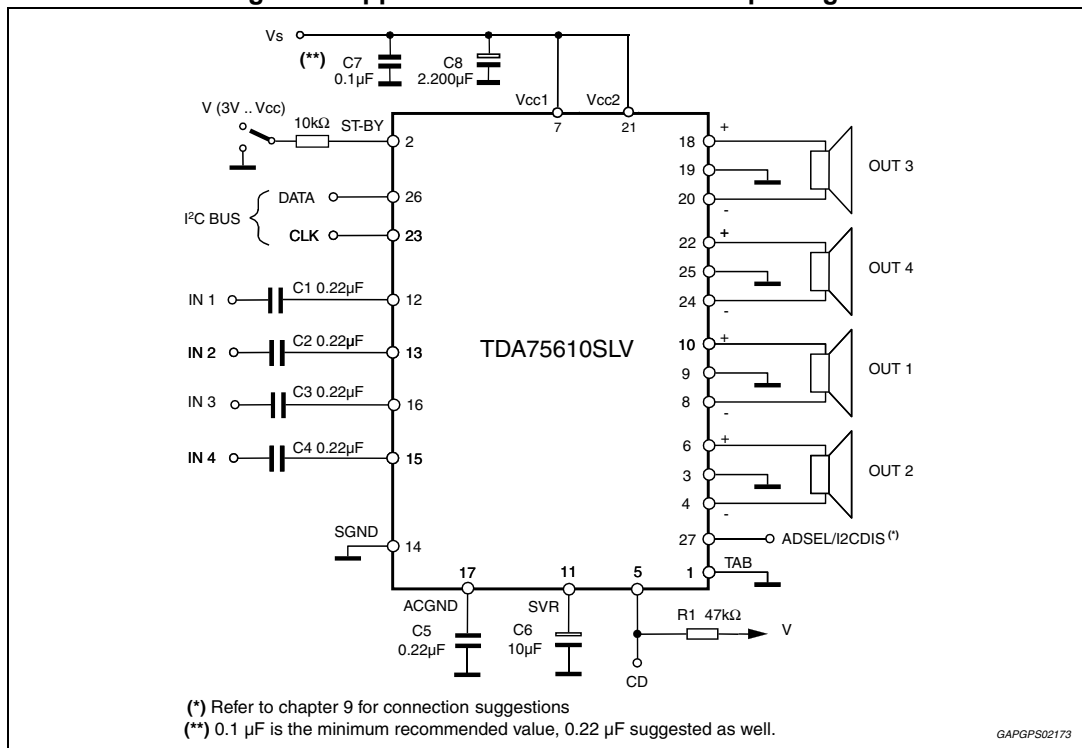 Vs
(**)
C7
0.1µF
C8
2.200µF
Vcc1
Vcc2
7
21
V (3V .. Vcc)
10kΩ
ST-BY
2
I²C BUS
DATA
26
CLK
23
IN 1
C1 0.22µF
12
IN 2
C2 0.22µF
13
IN 3
C3 0.22µF
16
IN 4
C4 0.22µF
15
SGND
14
TDA75610SLV
18
+
19
20
-
OUT 3
22
+
25
24
-
OUT 4
10
+
9
8
-
OUT 1
6
+
3
4
-
OUT 2
27
ADSEL/I2CDIS (*)
1
TAB
17
11
5
ACGND
SVR
C5
0.22µF
C6
10µF
R1 47kΩ
V
CD
(*) Refer to chapter 9 for connection suggestions
(**) 0.1 µF is the minimum recommended value, 0.22 µF suggested as well.
GAPGPS02173